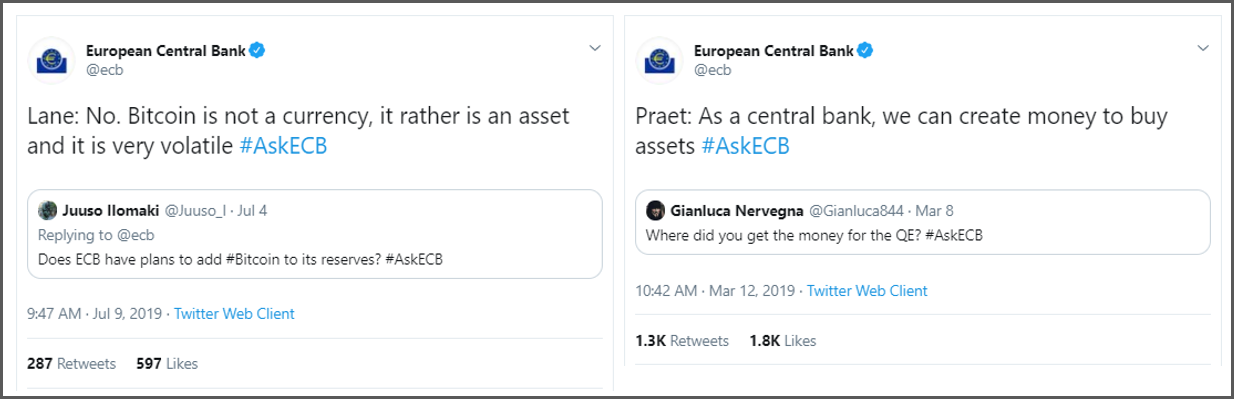 European Central Bank
@ecb
Lane: No. Bitcoin is not a currency, it rather is an asset
and it is very volatile #AskECB
Juuso Ilomaki @Juuso_I · Jul 4
Replying to @ecb
Does ECB have plans to add #Bitcoin to its reserves? #AskECB
9:47 AM · Jul 9, 2019 · Twitter Web Client
287 Retweets 597 Likes
European Central Bank
@ecb
Praet: As a central bank, we can create money to buy
assets #AskECB
Gianluca Nervegna @Gianluca844 · Mar 8
Where did you get the money for the QE? #AskECB
10:42 AM · Mar 12, 2019 · Twitter Web Client
1.3K Retweets 1.8K Likes